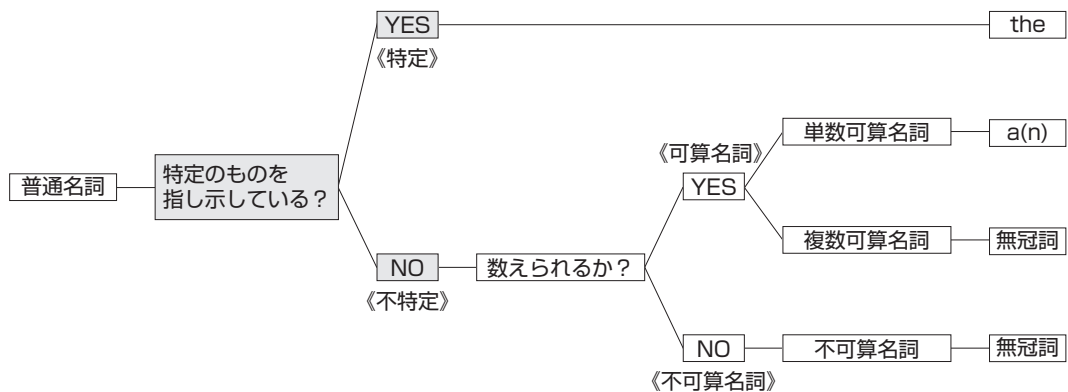 YES
《特定》
the
普通名詞
特定のものを
指し示している？
NO
《不特定》
数えられるか？
《可算名詞》
YES
単数可算名詞
a(n)
複数可算名詞
無冠詞
NO
《不可算名詞》
不可算名詞
無冠詞